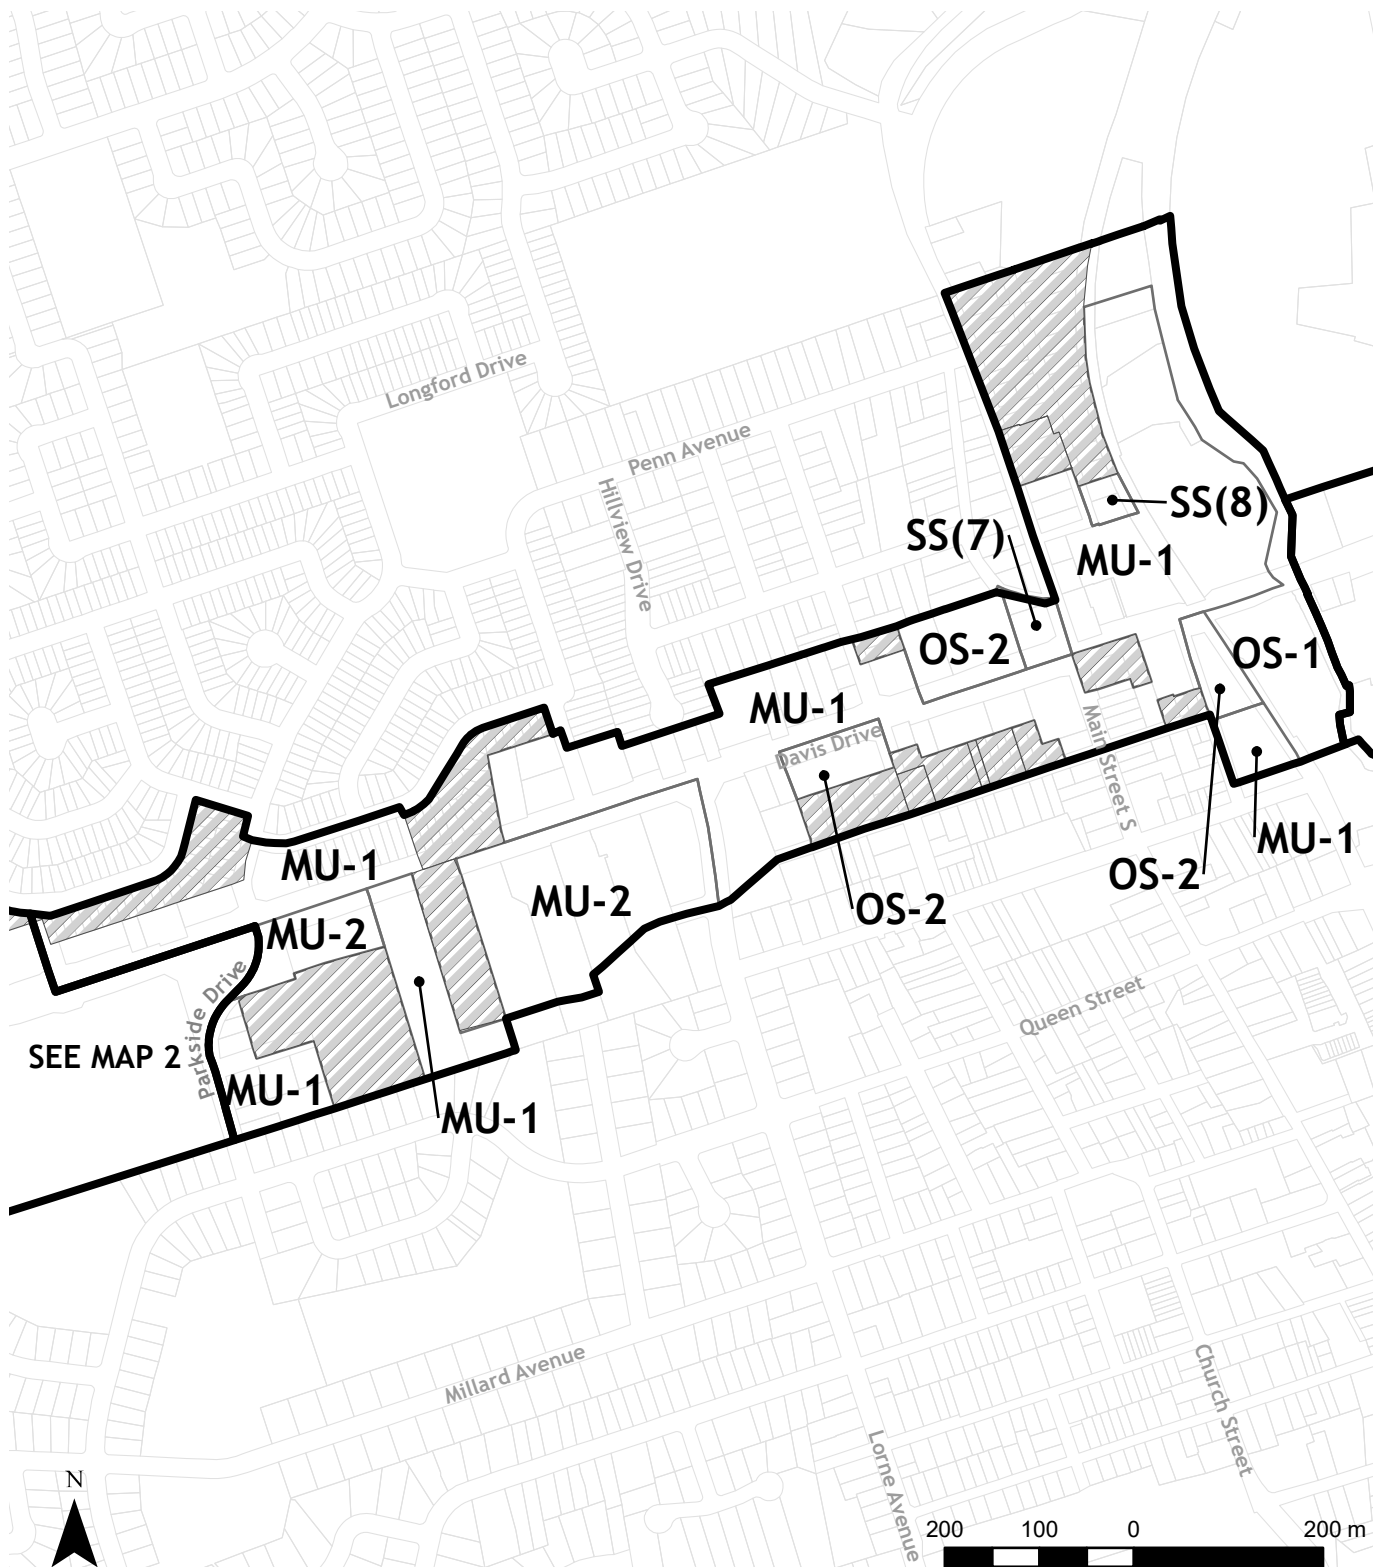 Longford Drive
Penn Avenue
Hillview Drive
SS(8)
SS(7)
MU-1
OS-2
OS-1
MU-1
Davis Drive
Main Street S
MU-1
MU-1
OS-2
MU-2
OS-2
MU-2
Parkside Drive
Queen Street
SEE MAP 2
MU-1
MU-1
Millard Avenue
Church Street
Lorne Avenue
N
200 100 0 200 m